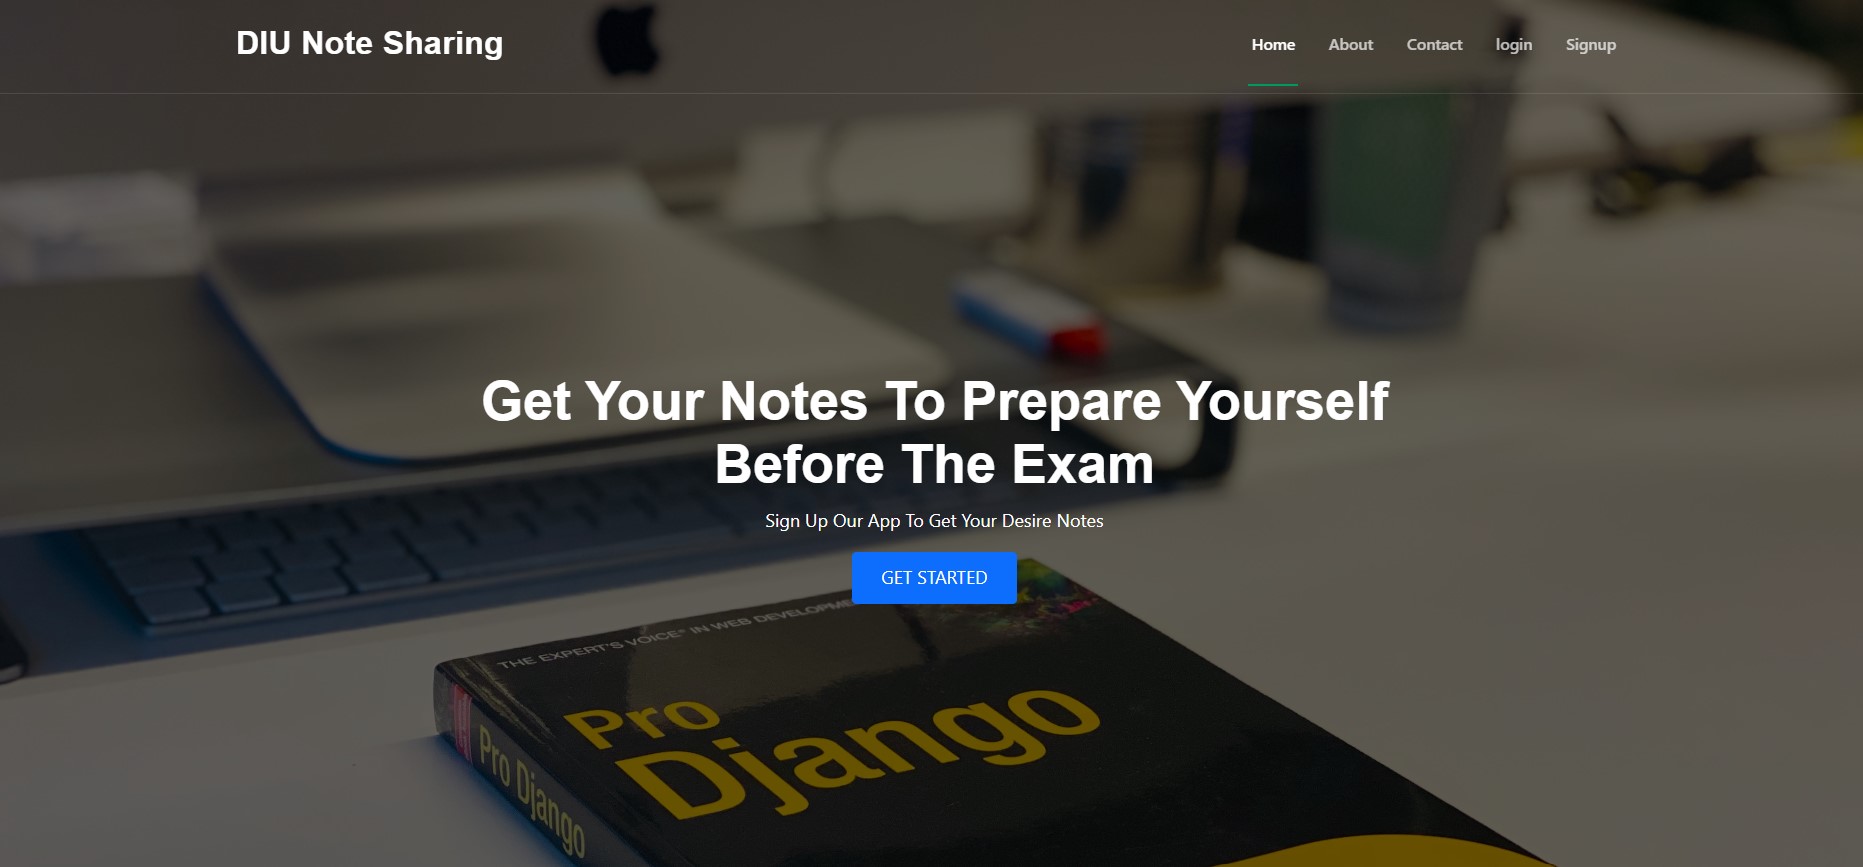 DIU Note Sharing
Home
About
Contact
login
Signup
Get Your Notes To Prepare Yourself
Before The Exam
Sign Up Our App To Get Your Desire Notes
GET STARTED
THE EXPERT'S VOICE® IN WEB DEVELOPME
Pro
Django
Pro Django